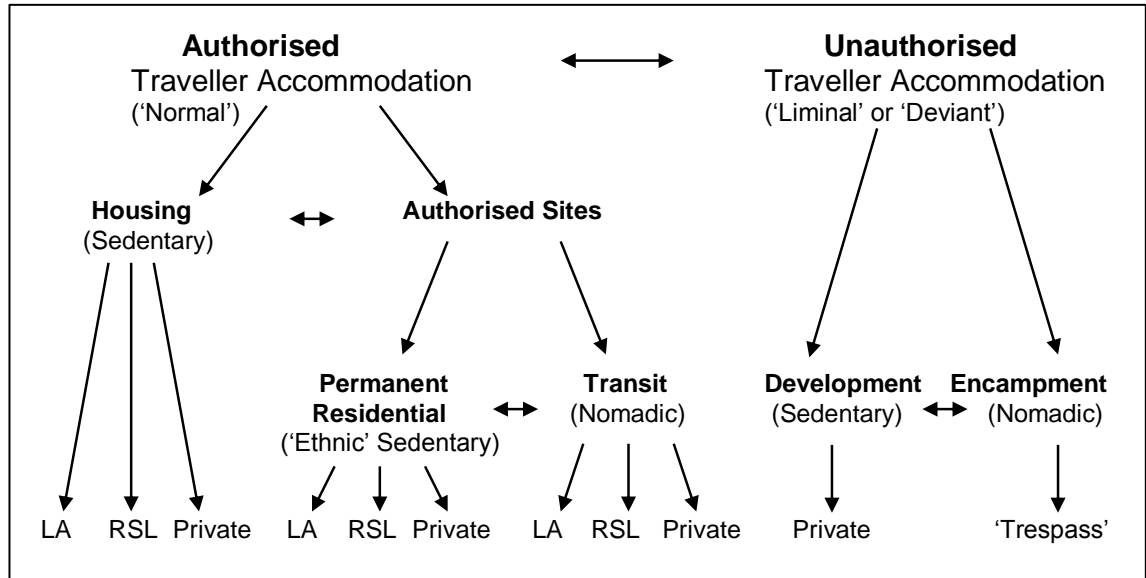 Authorised
Traveller Accommodation
(‘Normal’)
Unauthorised
Traveller Accommodation
(‘Liminal’ or ‘Deviant’)
Housing
(Sedentary)
Authorised Sites
Permanent
Residential
(‘Ethnic’ Sedentary)
Transit
(Nomadic)
Development
(Sedentary)
Encampment
(Nomadic)
LA RSL Private
LA RSL Private
LA RSL Private
Private
‘Trespass’